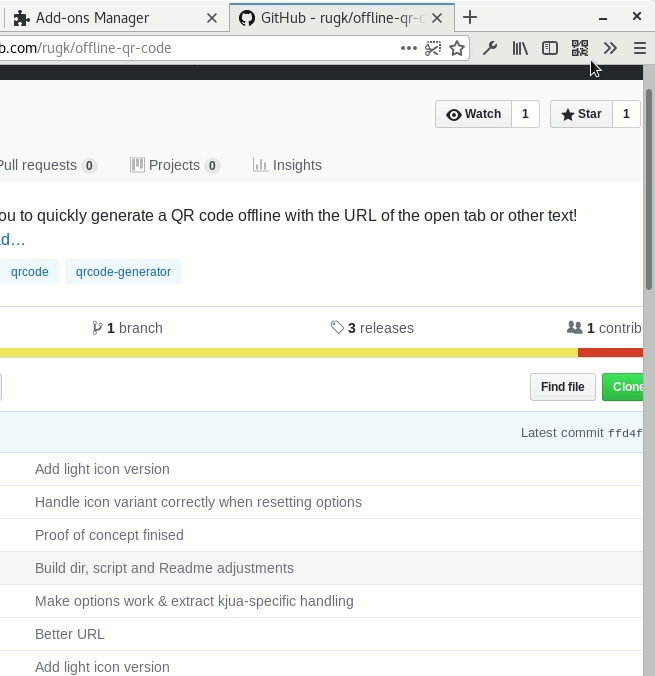 Add-ons Manager
GitHub - rugk/offline-qr-c
b.com/rugk/offline-qr-code
Watch 1 Star 1
Pull requests 0 Projects 0 Insights
ou to quickly generate a QR code offline with the URL of the open tab or other text!
ad…
qrcode qrcode-generator
1 branch 3 releases 1 contrib
Find file Clone
Latest commit ffd4f
Add light icon version
Handle icon variant correctly when resetting options
Proof of concept finised
Build dir, script and Readme adjustments
Make options work & extract kjua-specific handling
Better URL
Add light icon version